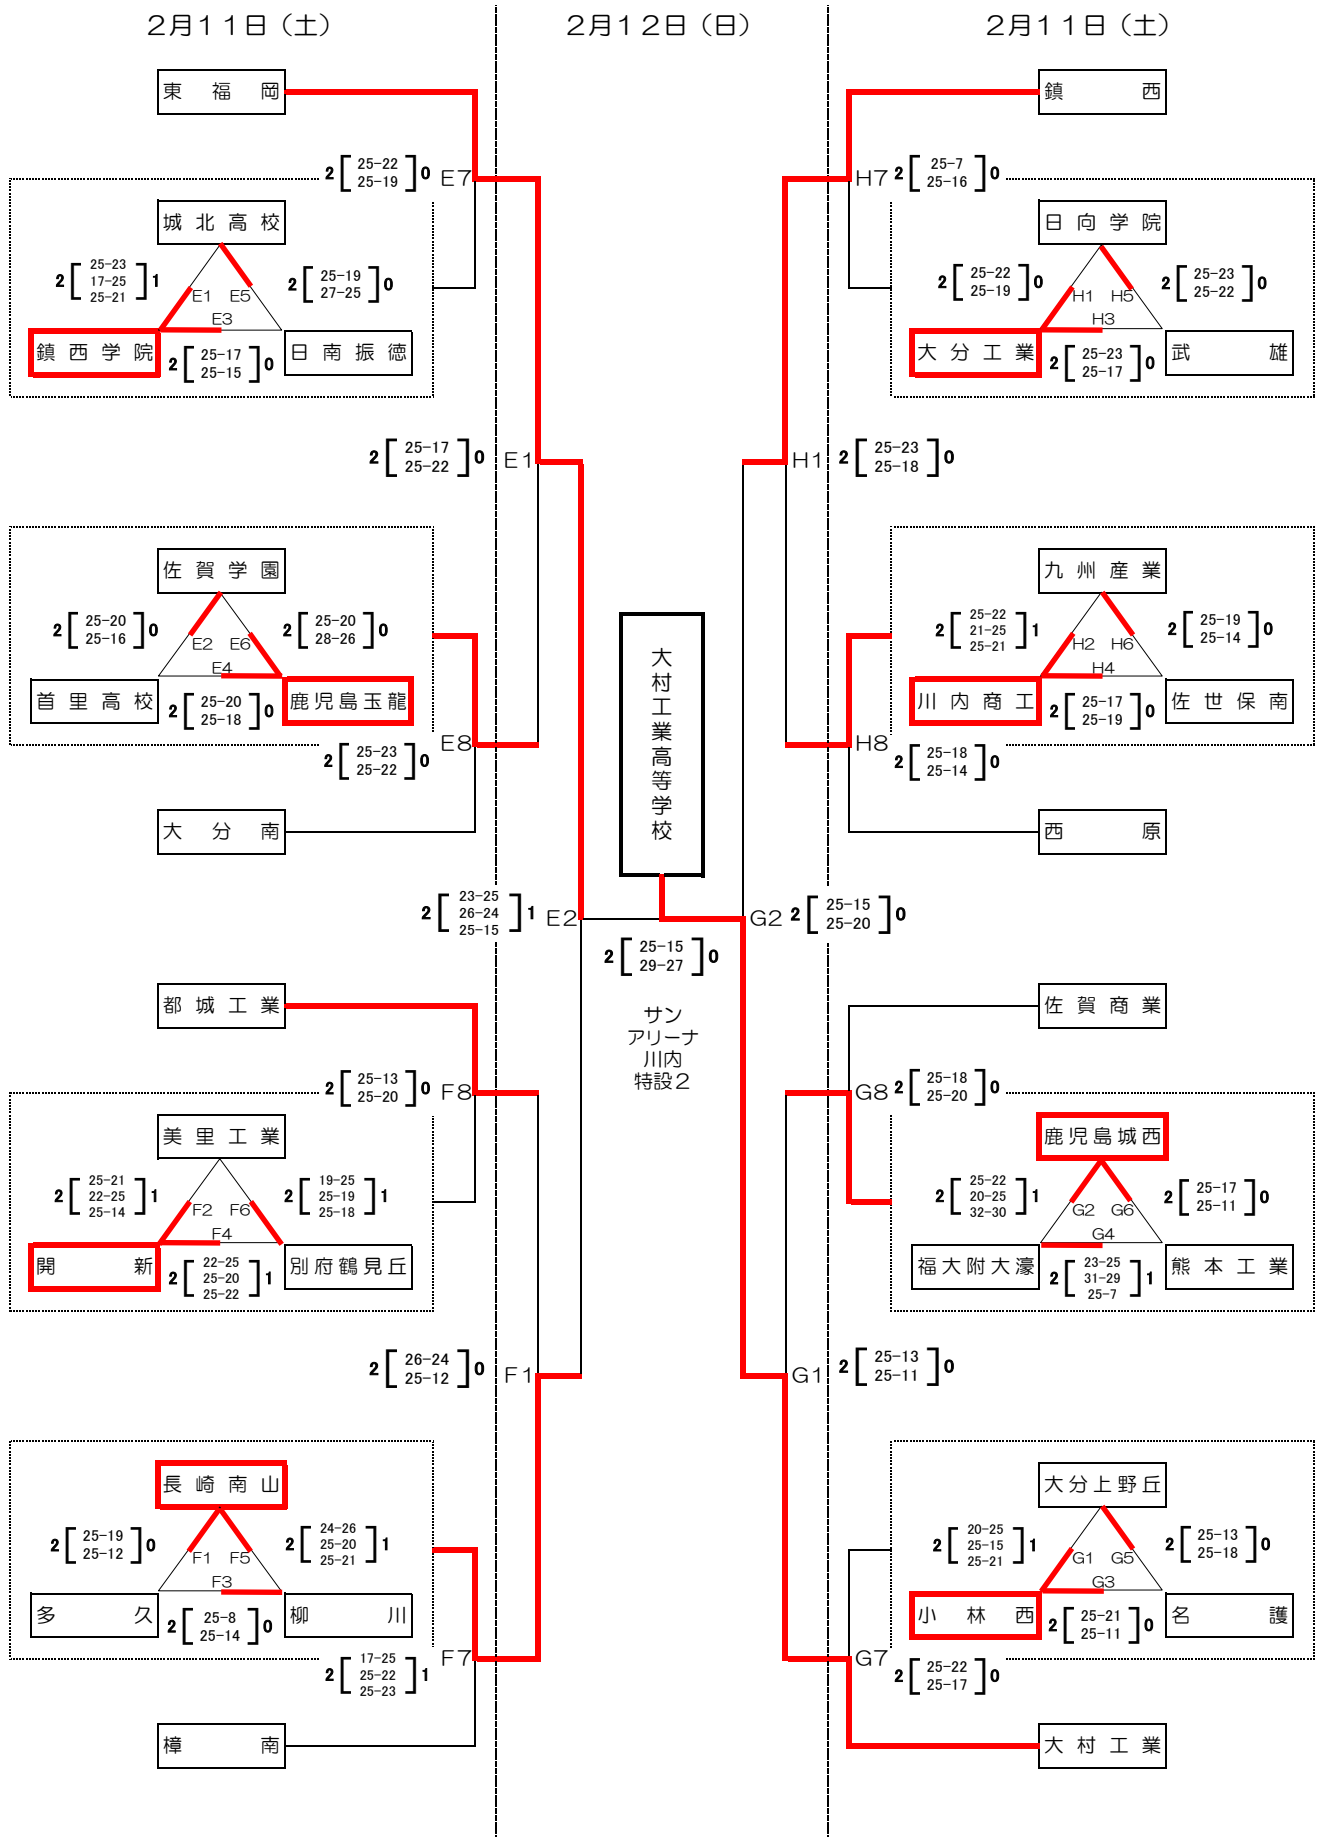 2月11日（土）
2月12日（日）
2月11日（土）
東福岡
2 [ 25-22 ] 0 E7
25-19
城北高校
2 [ 25-23 ] 1
17-25
25-21
E1 E5
E3
2 [ 25-19 ] 0
27-25
鎮西学院
2 [ 25-17 ] 0
25-15
日南振徳
2 [ 25-17 ] 0 E1
25-22
佐賀学園
2 [ 25-20 ] 0
25-16
E2 E6
E4
2 [ 25-20 ] 0
28-26
首里高校
2 [ 25-20 ] 0
25-18
鹿児島玉龍
2 [ 25-23 ] 0 E8
25-22
大分南
2 [ 23-25 ] 1 E2
26-24
25-15
都城工業
2 [ 25-13 ] 0 F8
25-20
美里工業
2 [ 25-21 ] 1
22-25
25-14
F2 F6
F4
2 [ 19-25 ] 1
25-19
25-18
開新
2 [ 22-25 ] 1
25-20
25-22
別府鶴見丘
2 [ 26-24 ] 0 F1
25-12
長崎南山
2 [ 25-19 ] 0
25-12
F1 F5
F3
2 [ 24-26 ] 1
25-20
25-21
多久
2 [ 25-8 ] 0
25-14
柳川
2 [ 17-25 ] 1 F7
25-22
25-23
樟南
大村工業高等学校
2 [ 25-15 ] 0
29-27
サン
アリーナ
川内
特設2
鎮西
H7 2 [ 25-7 ] 0
25-16
日向学院
2 [ 25-22 ] 0
25-19
H1 H5
H3
2 [ 25-23 ] 0
25-22
大分工業
2 [ 25-23 ] 0
25-17
武雄
H1 2 [ 25-23 ] 0
25-18
九州産業
2 [ 25-22 ] 1
21-25
25-21
H2 H6
H4
2 [ 25-19 ] 0
25-14
川内商工
2 [ 25-17 ] 0
25-19
佐世保南
H8 2 [ 25-18 ] 0
25-14
西原
G2 2 [ 25-15 ] 0
25-20
佐賀商業
G8 2 [ 25-18 ] 0
25-20
鹿児島城西
2 [ 25-22 ] 1
20-25
32-30
G2 G6
G4
2 [ 25-17 ] 0
25-11
福大附大濠
2 [ 23-25 ] 1
31-29
25-7
熊本工業
G1 2 [ 25-13 ] 0
25-11
大分上野丘
2 [ 20-25 ] 1
25-15
25-21
G1 G5
G3
2 [ 25-13 ] 0
25-18
小林西
2 [ 25-21 ] 0
25-11
名護
G7 2 [ 25-22 ] 0
25-17
大村工業